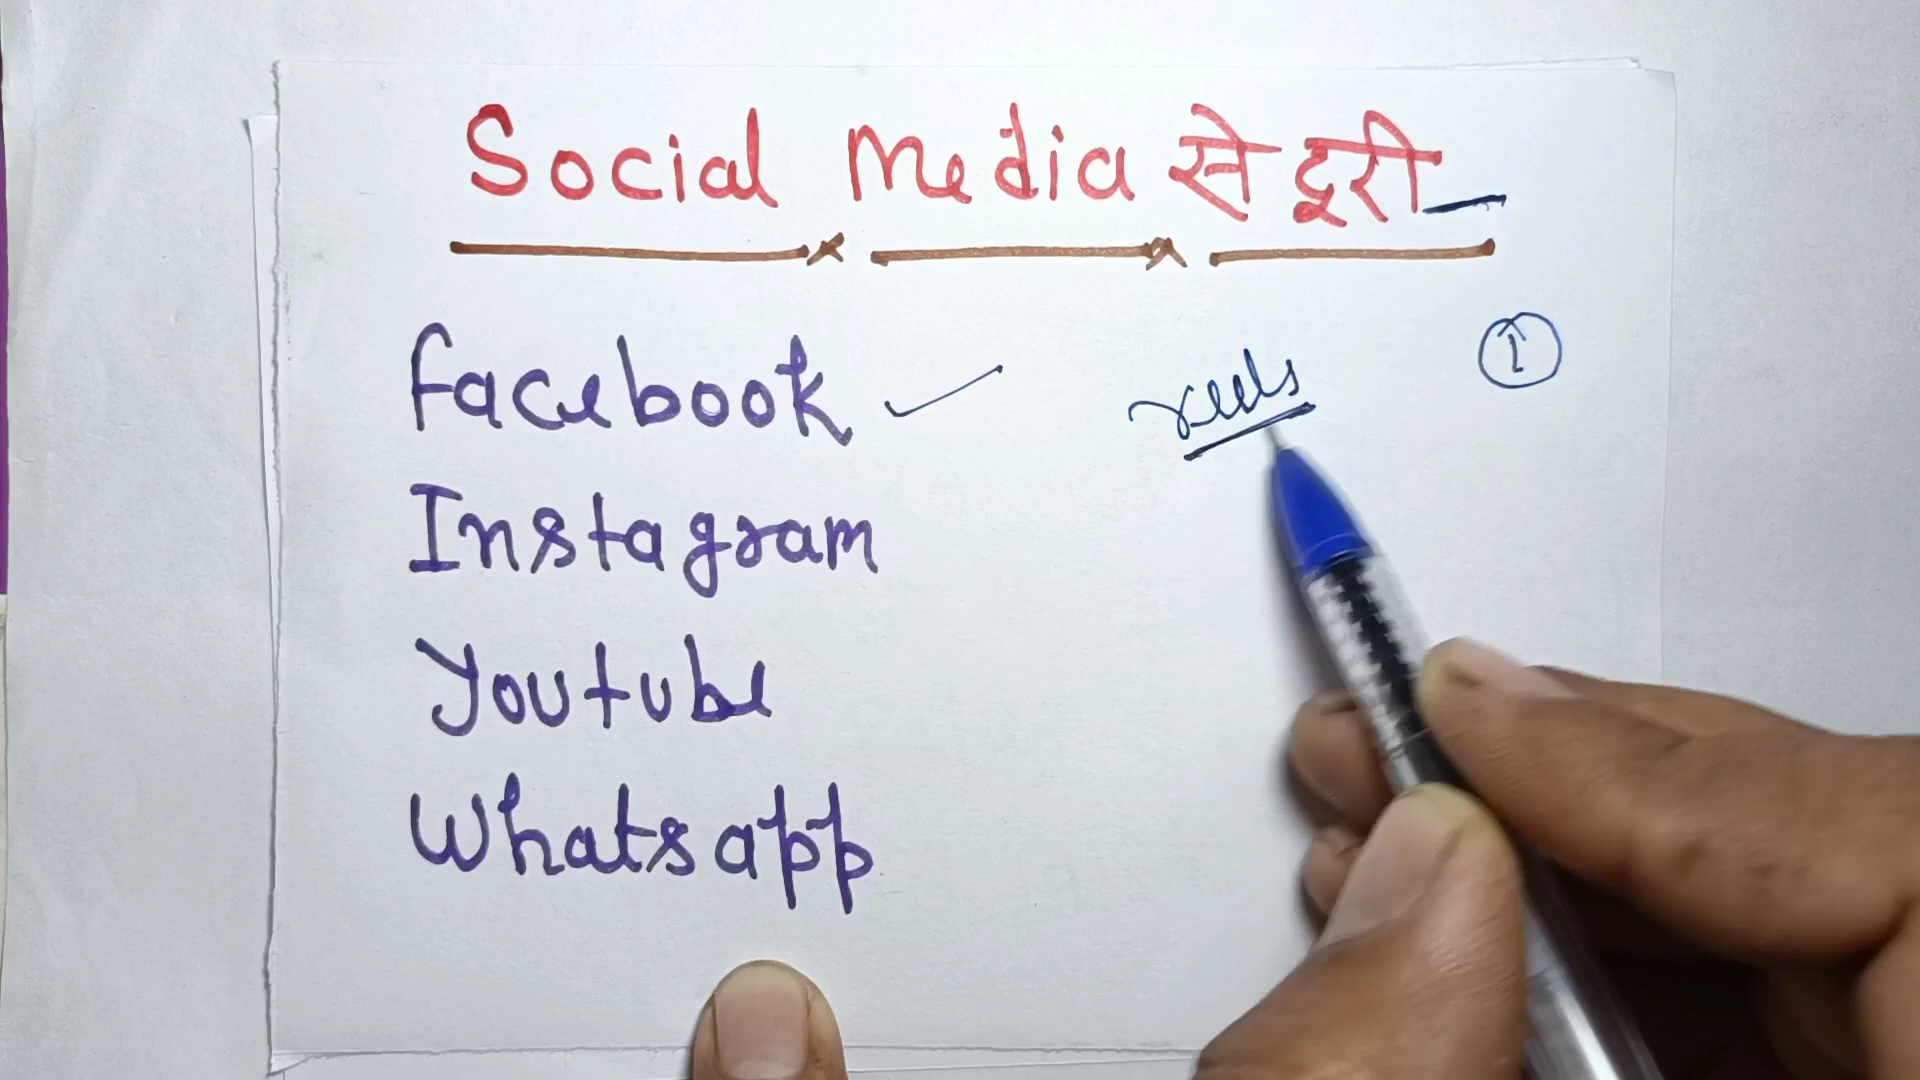 Social Media से दूरी
Facebook reels 1
Instagram
Youtube
Whatsapp